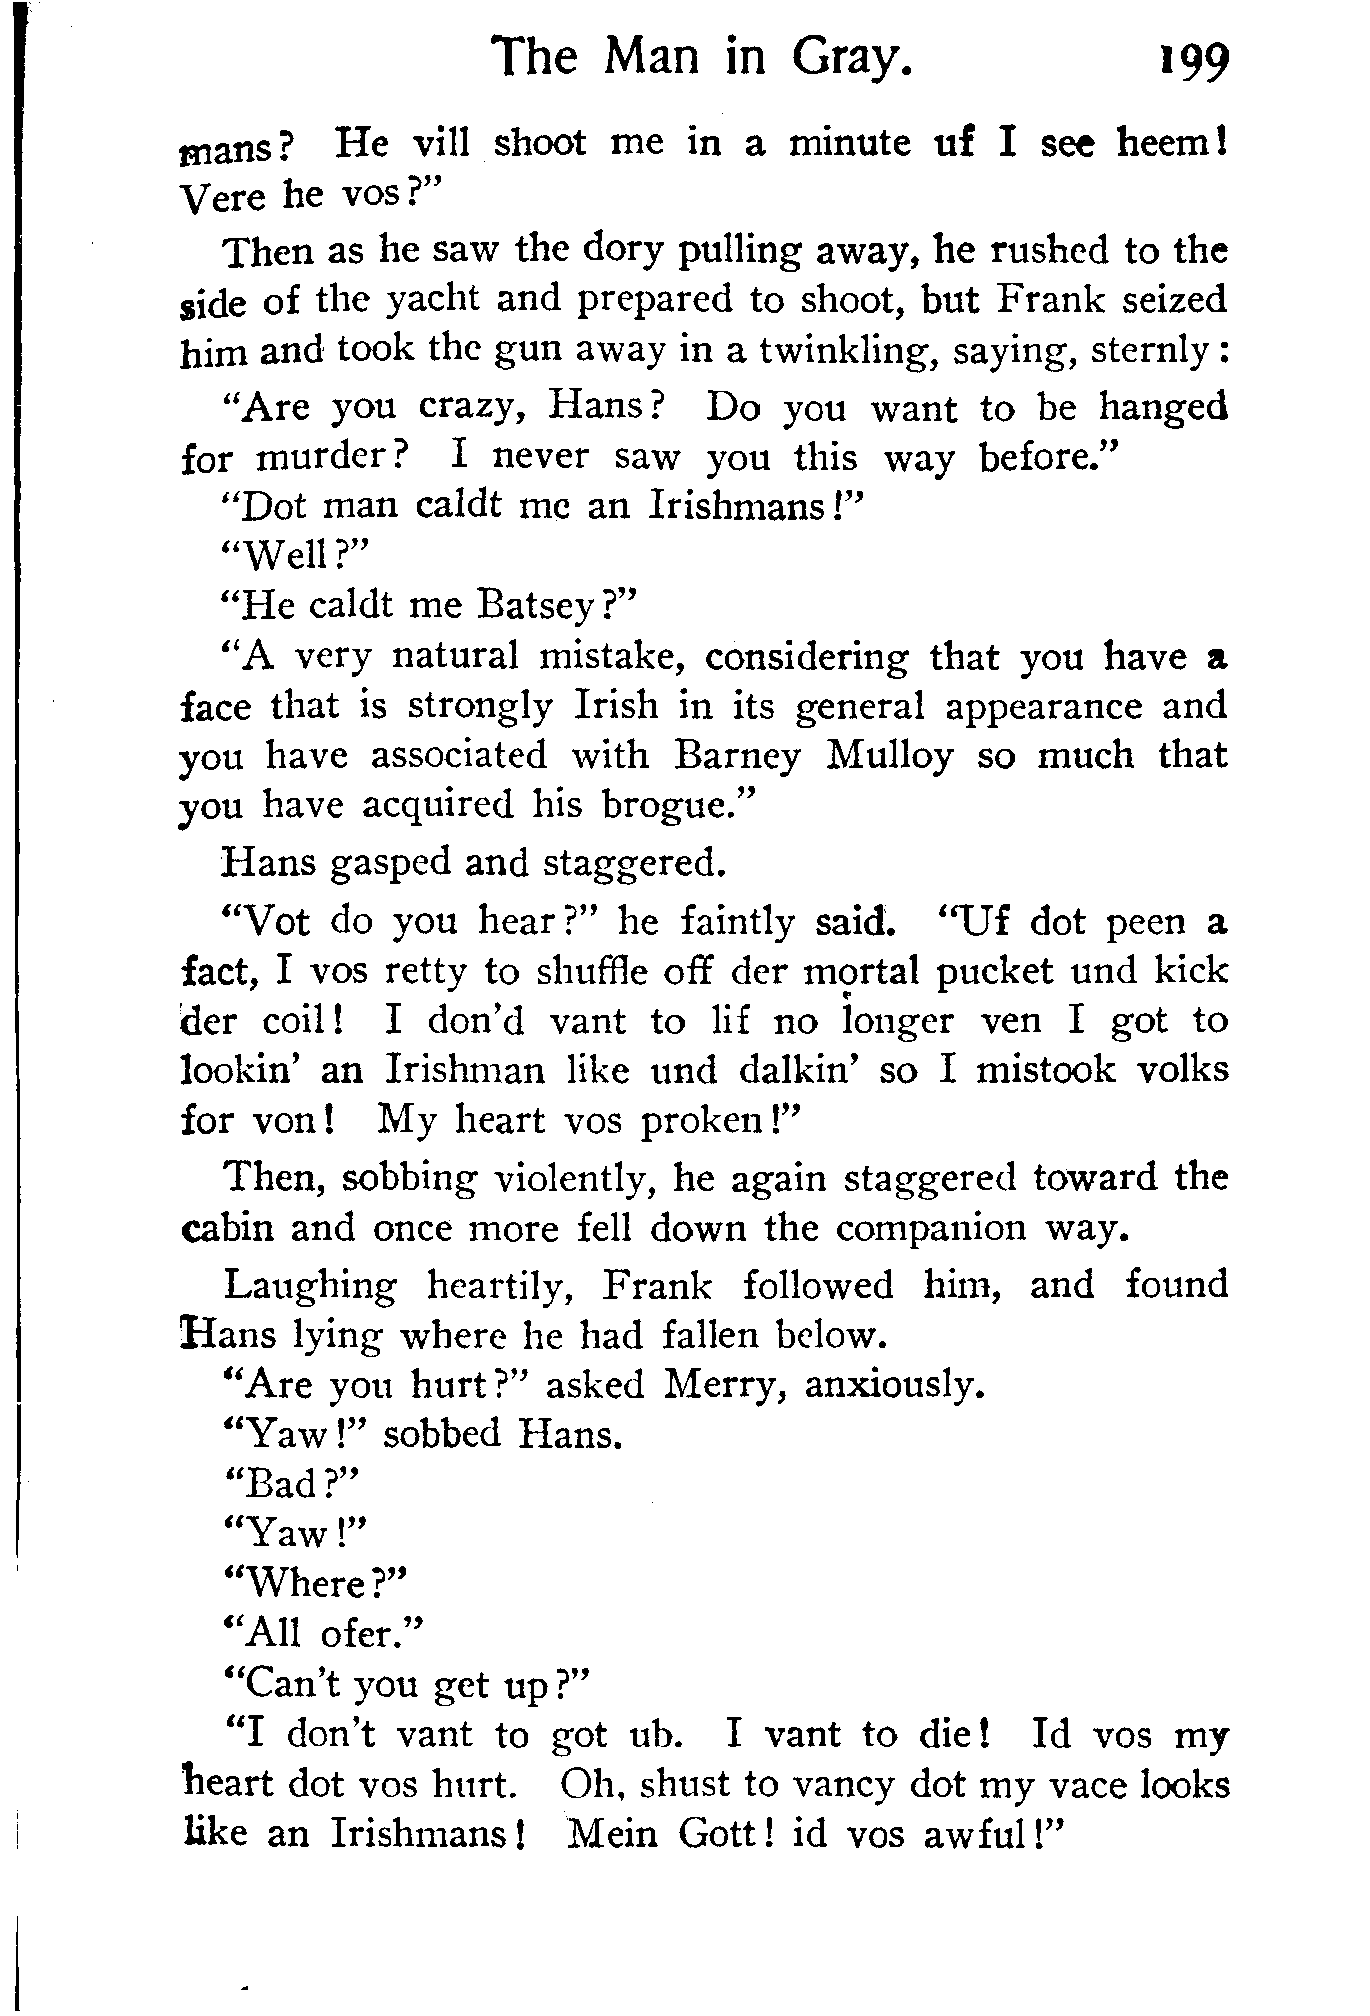 The Man in Gray. 199
mans? He vill shoot me in a minute uf I see heem!
Vere he vos?"
Then as he saw the dory pulling away, he rushed to the
side of the yacht and prepared to shoot, but Frank seized
him and took the gun away in a twinkling, saying, sternly:
"Are you crazy, Hans? Do you want to be hanged
for murder? I never saw you this way before."
"Dot man caldt me an Irishmans!"
"Well?"
"He caldt me Batsey?"
"A very natural mistake, considering that you have a
face that is strongly Irish in its general appearance and
you have associated with Barney Mulloy so much that
you have acquired his brogue."
Hans gasped and staggered.
"Vot do you hear?" he faintly said. "Uf dot peen a
fact, I vos retty to shuffle off der mortal pucket und kick
der coil! I don'd vant to lif no longer ven I got to
lookin' an Irishman like und dalkin' so I mistook volks
for von! My heart vos proken!"
Then, sobbing violently, he again staggered toward the
cabin and once more fell down the companion way.
Laughing heartily, Frank followed him, and found
Hans lying where he had fallen below.
"Are you hurt?" asked Merry, anxiously.
"Yaw!" sobbed Hans.
"Bad?"
"Yaw!"
"Where?"
"All ofer."
"Can't you get up?"
"I don't vant to got ub. I vant to die! Id vos my
heart dot vos hurt. Oh, shust to vancy dot my vace looks
like an Irishmans! Mein Gott! id vos awful!"